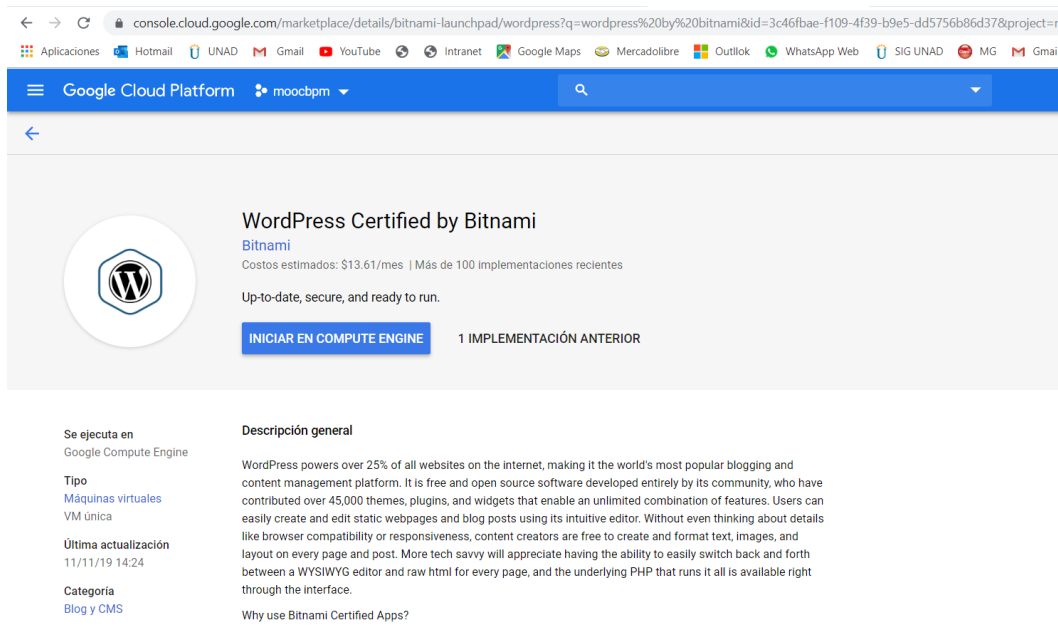 console.cloud.google.com/marketplace/details/bitnami-launchpad/wordpress?q=wordpress%20by%20bitnami&id=3c46fbae-f109-4f39-b9e5-dd5756b86d37&project=
Aplicaciones Hotmail UNAD Gmail YouTube Intranet Google Maps Mercadolibre Outllok WhatsApp Web SIG UNAD MG Gmai
Google Cloud Platform moocbpm
WordPress Certified by Bitnami
Bitnami
Costos estimados: $13.61/mes | Más de 100 implementaciones recientes
Up-to-date, secure, and ready to run.
INICIAR EN COMPUTE ENGINE 1 IMPLEMENTACIÓN ANTERIOR
Se ejecuta en
Google Compute Engine
Tipo
Máquinas virtuales
VM única
Última actualización
11/11/19 14:24
Categoría
Blog y CMS
Descripción general
WordPress powers over 25% of all websites on the internet, making it the world's most popular blogging and
content management platform. It is free and open source software developed entirely by its community, who have
contributed over 45,000 themes, plugins, and widgets that enable an unlimited combination of features. Users can
easily create and edit static webpages and blog posts using its intuitive editor. Without even thinking about details
like browser compatibility or responsiveness, content creators are free to create and format text, images, and
layout on every page and post. More tech savvy will appreciate having the ability to easily switch back and forth
between a WYSIWYG editor and raw html for every page, and the underlying PHP that runs it all is available right
through the interface.
Why use Bitnami Certified Apps?